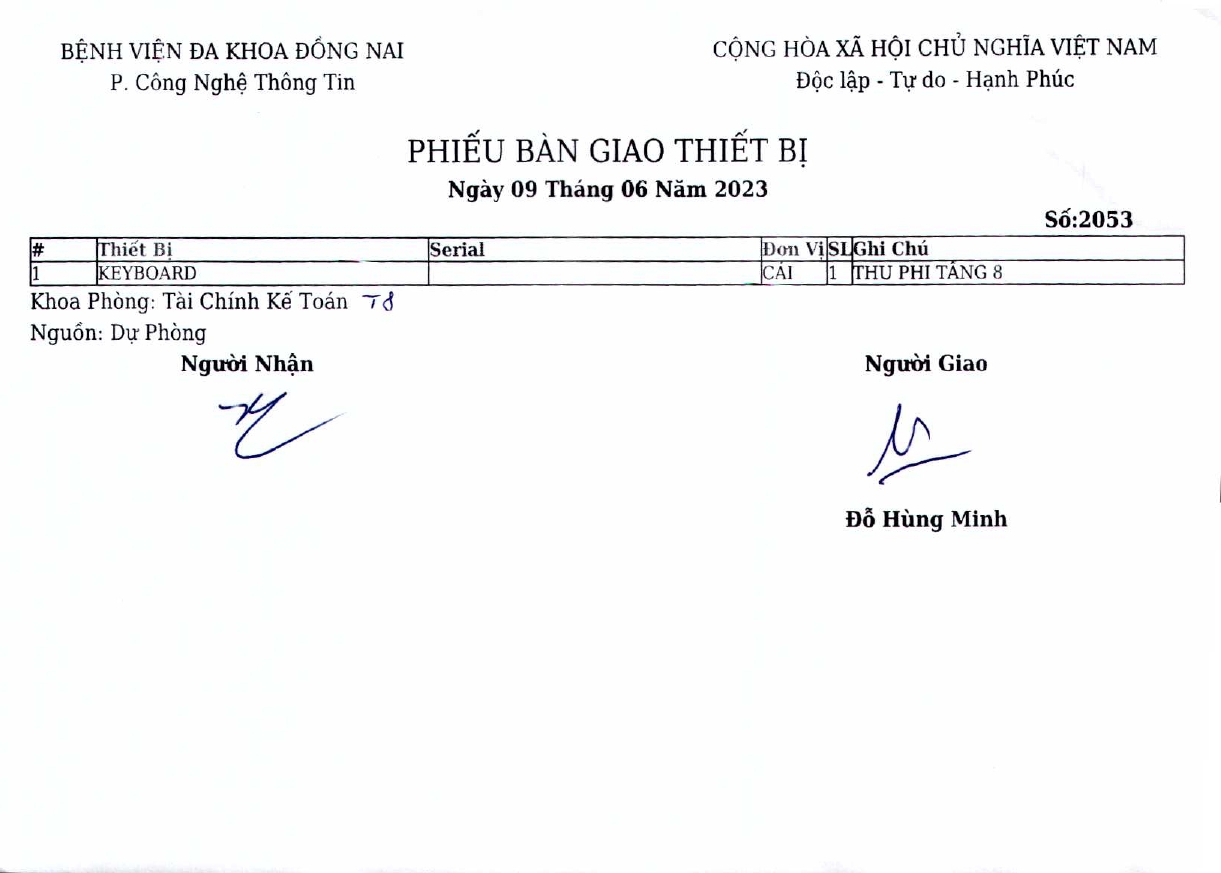 BỆNH VIỆN ĐA KHOA ĐỒNG NAI
P. Công Nghệ Thông Tin
CỘNG HÒA XÃ HỘI CHỦ NGHĨA VIỆT NAM
Độc lập - Tự do - Hạnh Phúc
PHIẾU BÀN GIAO THIẾT BỊ
Ngày 09 Tháng 06 Năm 2023
Số:2053
# Thiết Bị Serial Đơn Vị SL Ghi Chú
1 KEYBOARD CÁI 1 THU PHI TẦNG 8
Khoa Phòng: Tài Chính Kế Toán T8
Nguồn: Dự Phòng
Người Nhận Người Giao
Đỗ Hùng Minh